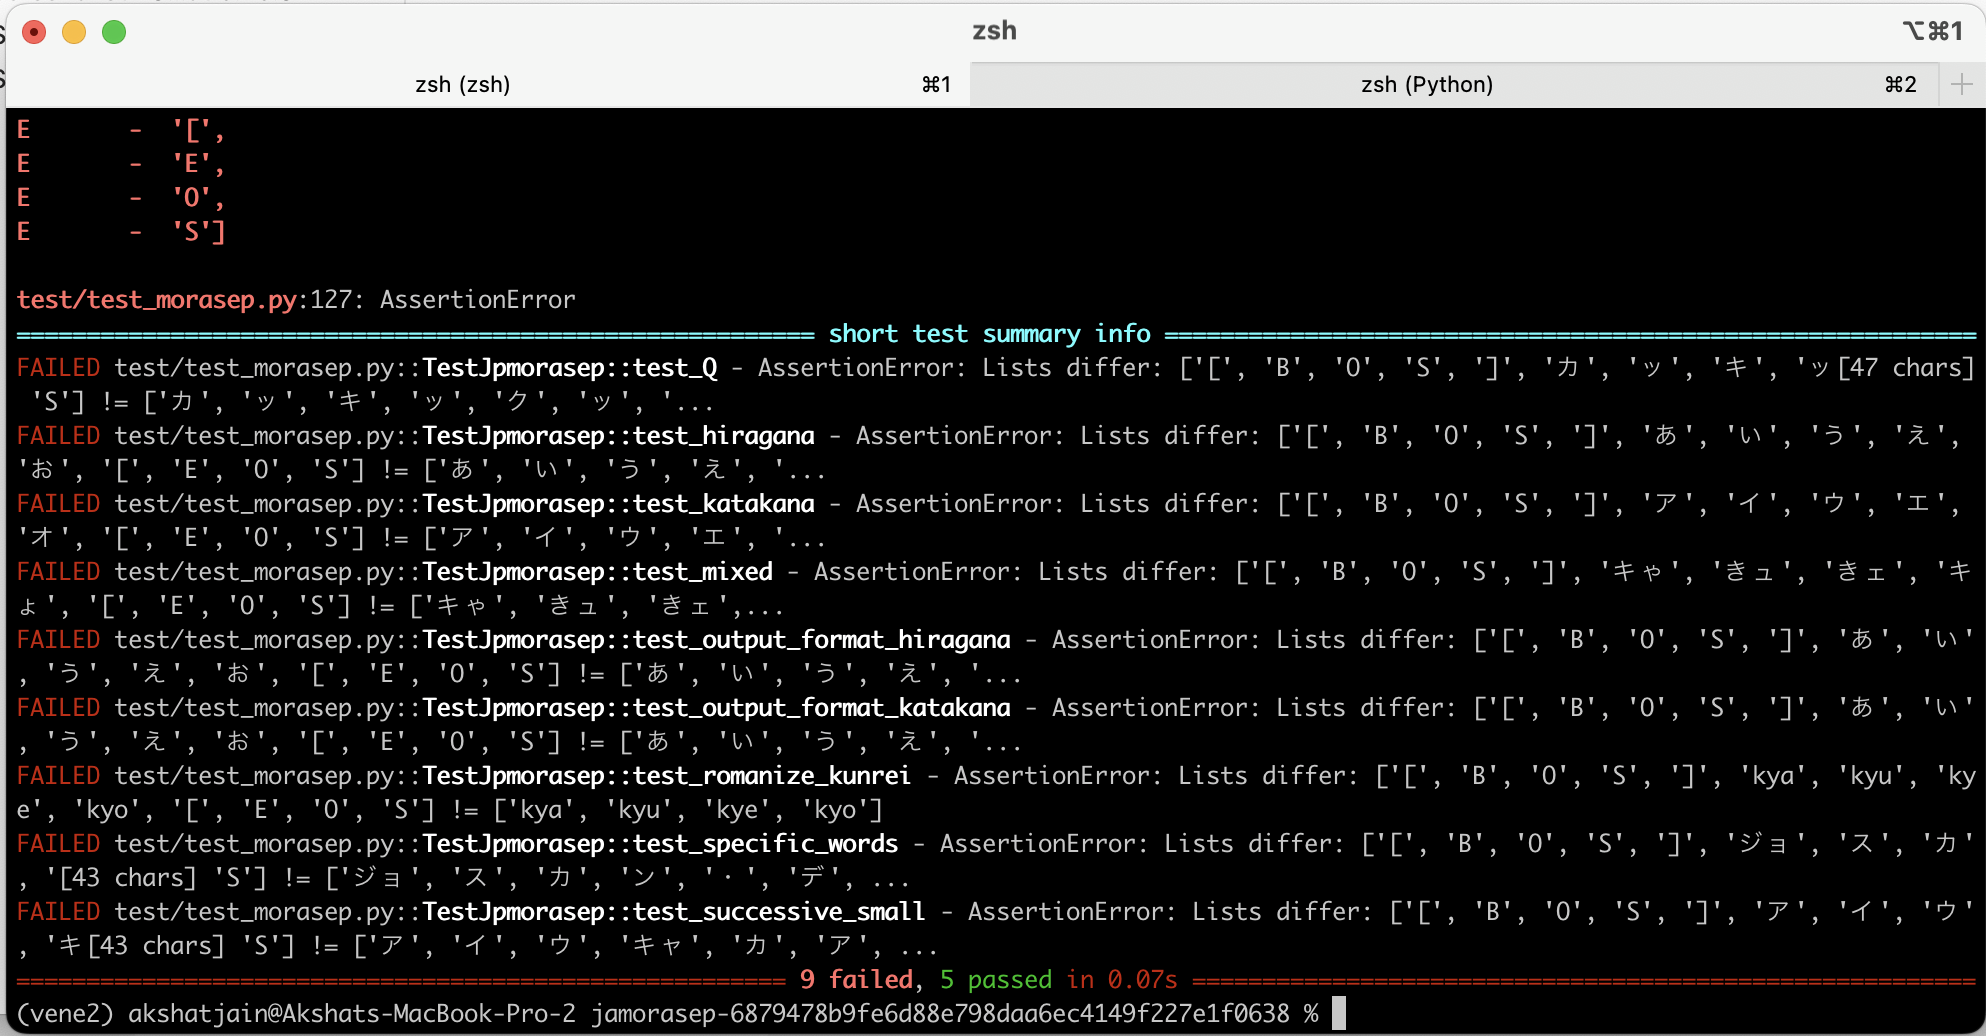 zsh
⌥⌘1
zsh (zsh)
⌘1
zsh (Python)
⌘2
E       -  '[',
E       -  'E',
E       -  'O',
E       -  'S']
test/test_morasep.py:127: AssertionError
========================================================= short test summary info ==========================================================
FAILED test/test_morasep.py::TestJpmorasep::test_Q - AssertionError: Lists differ: ['[', 'B', 'O', 'S', ']', 'カ', 'ッ', 'キ', 'ッ[47 chars]
 'S'] != ['カ', 'ッ', 'キ', 'ッ', 'ク', 'ッ', '...
FAILED test/test_morasep.py::TestJpmorasep::test_hiragana - AssertionError: Lists differ: ['[', 'B', 'O', 'S', ']', 'あ', 'い', 'う', 'え',
'お', '[', 'E', 'O', 'S'] != ['あ', 'い', 'う', 'え', '...
FAILED test/test_morasep.py::TestJpmorasep::test_katakana - AssertionError: Lists differ: ['[', 'B', 'O', 'S', ']', 'ア', 'イ', 'ウ', 'エ',
'オ', '[', 'E', 'O', 'S'] != ['ア', 'イ', 'ウ', 'エ', '...
FAILED test/test_morasep.py::TestJpmorasep::test_mixed - AssertionError: Lists differ: ['[', 'B', 'O', 'S', ']', 'キゃ', 'きュ', 'きェ', 'キ
ょ', '[', 'E', 'O', 'S'] != ['キゃ', 'きュ', 'きェ',...
FAILED test/test_morasep.py::TestJpmorasep::test_output_format_hiragana - AssertionError: Lists differ: ['[', 'B', 'O', 'S', ']', 'あ', 'い'
, 'う', 'え', 'お', '[', 'E', 'O', 'S'] != ['あ', 'い', 'う', 'え', '...
FAILED test/test_morasep.py::TestJpmorasep::test_output_format_katakana - AssertionError: Lists differ: ['[', 'B', 'O', 'S', ']', 'あ', 'い'
, 'う', 'え', 'お', '[', 'E', 'O', 'S'] != ['あ', 'い', 'う', 'え', '...
FAILED test/test_morasep.py::TestJpmorasep::test_romanize_kunrei - AssertionError: Lists differ: ['[', 'B', 'O', 'S', ']', 'kya', 'kyu', 'ky
e', 'kyo', '[', 'E', 'O', 'S'] != ['kya', 'kyu', 'kye', 'kyo']
FAILED test/test_morasep.py::TestJpmorasep::test_specific_words - AssertionError: Lists differ: ['[', 'B', 'O', 'S', ']', 'ジョ', 'ス', 'カ'
, '[43 chars] 'S'] != ['ジョ', 'ス', 'カ', 'ン', '・', 'デ', ...
FAILED test/test_morasep.py::TestJpmorasep::test_successive_small - AssertionError: Lists differ: ['[', 'B', 'O', 'S', ']', 'ア', 'イ', 'ウ'
, 'キ[43 chars] 'S'] != ['ア', 'イ', 'ウ', 'キャ', 'カ', 'ア', ...
======================================================= 9 failed, 5 passed in 0.07s ========================================================
(vene2) akshatjain@Akshats-MacBook-Pro-2 jamorasep-6879478b9fe6d88e798daa6ec4149f227e1f0638 %